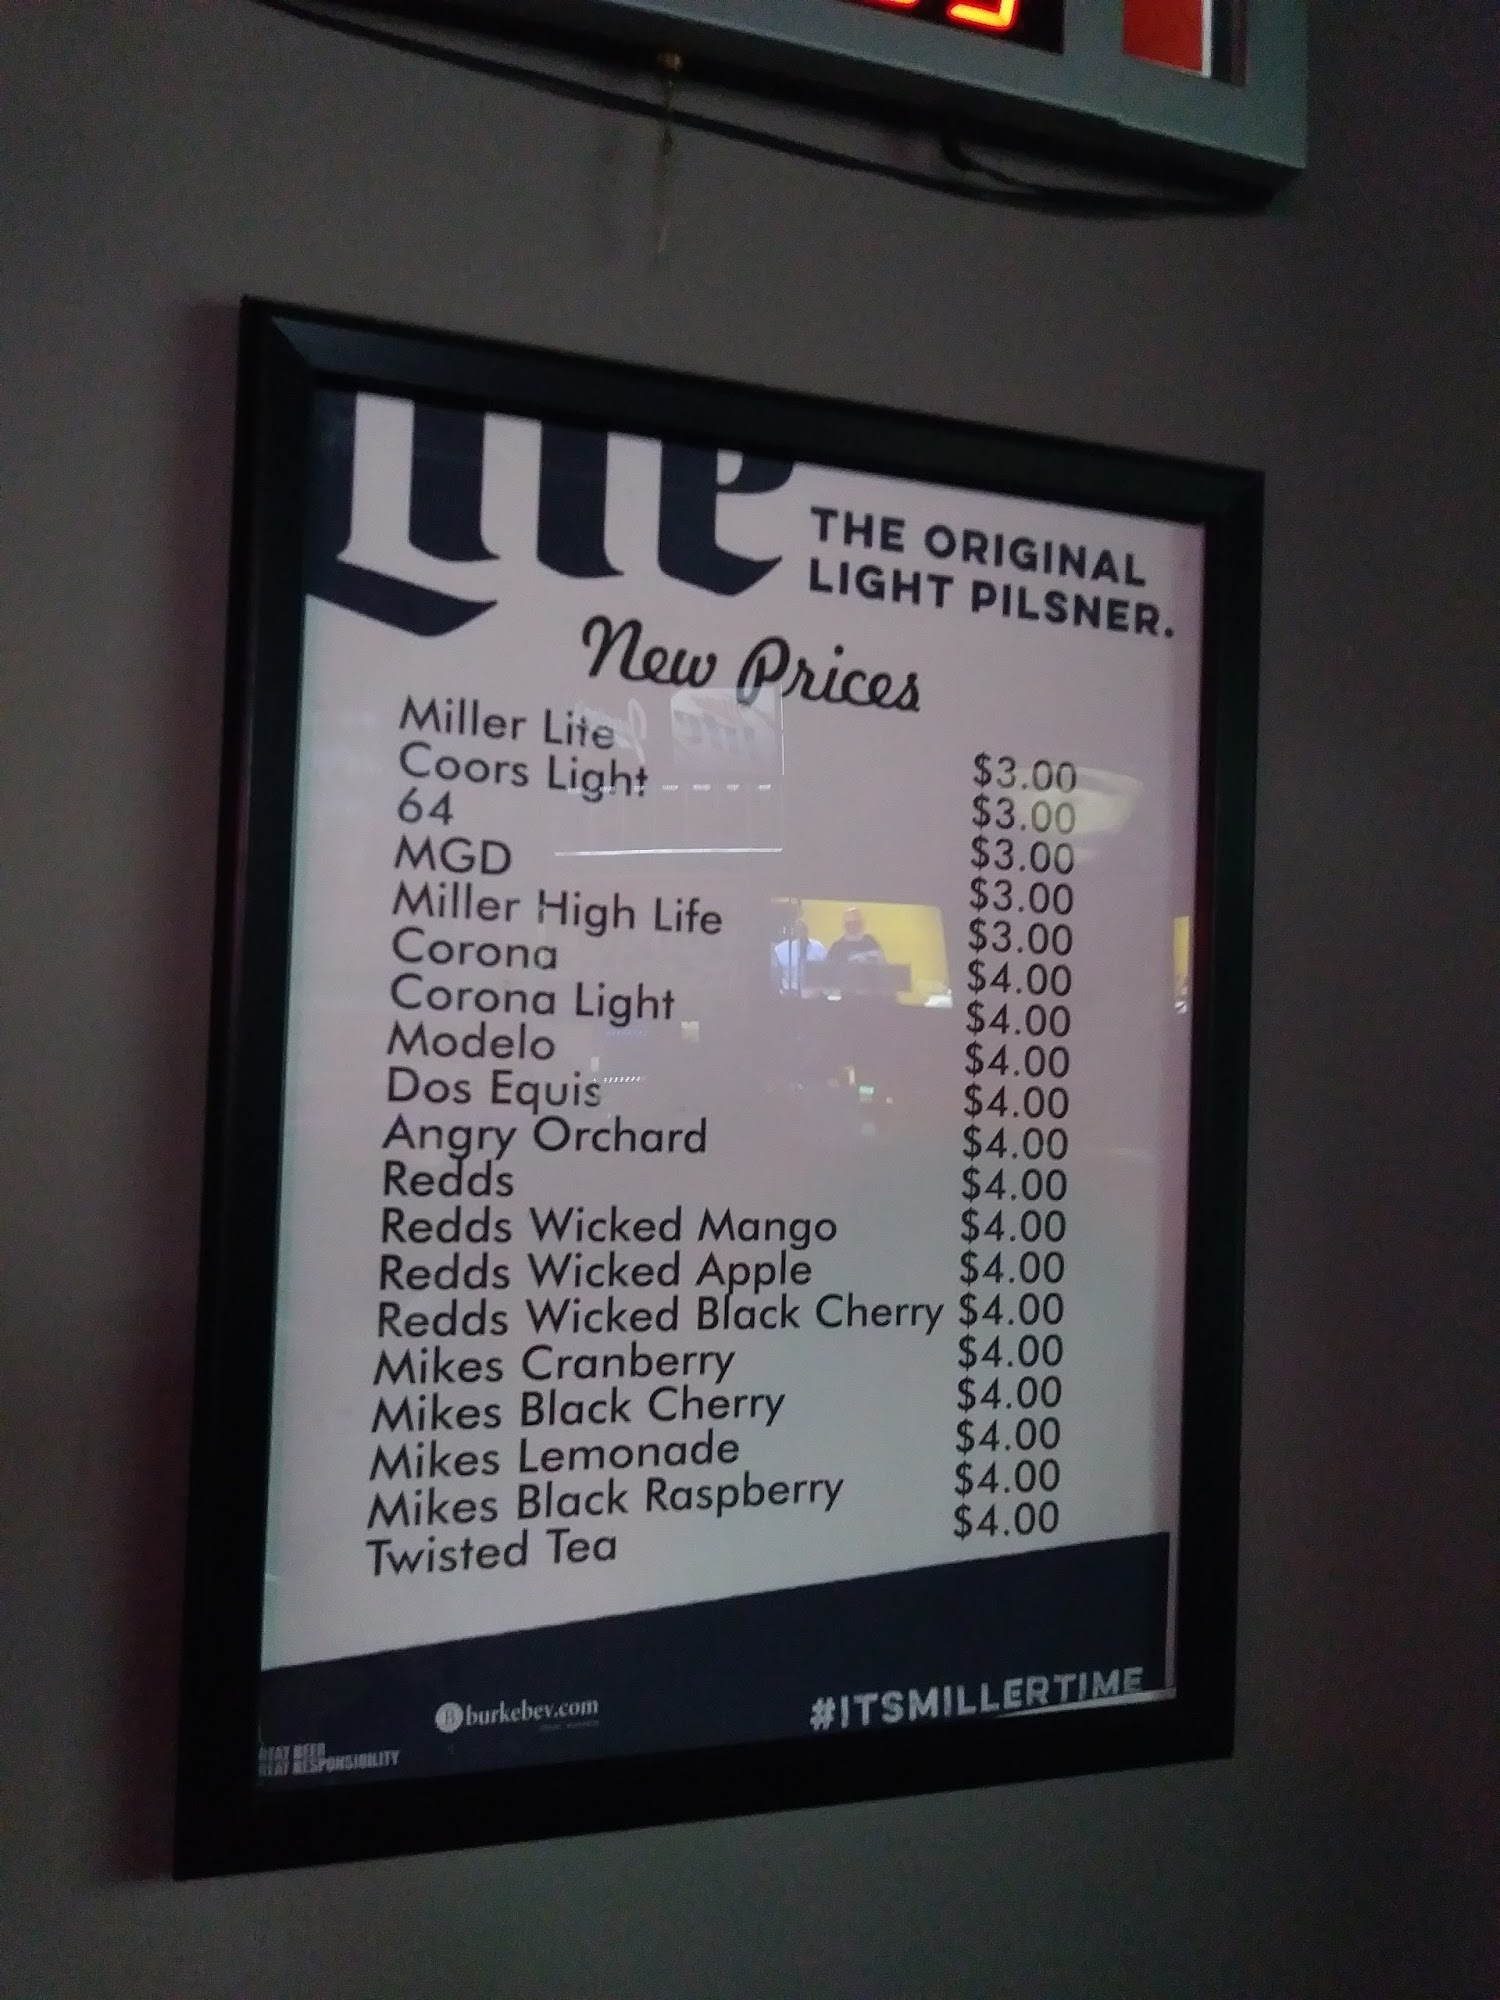 Lite
THE ORIGINAL
LIGHT PILSNER.
New Prices
Miller Lite $3.00
Coors Light $3.00
64 $3.00
MGD $3.00
Miller High Life $3.00
Corona $4.00
Corona Light $4.00
Modelo $4.00
Dos Equis $4.00
Angry Orchard $4.00
Redds $4.00
Redds Wicked Mango $4.00
Redds Wicked Apple $4.00
Redds Wicked Black Cherry $4.00
Mikes Cranberry $4.00
Mikes Black Cherry $4.00
Mikes Lemonade $4.00
Mikes Black Raspberry $4.00
Twisted Tea $4.00
B burkebev.com
#ITSMILLERTIME
BEER
RESPONSIBILITY